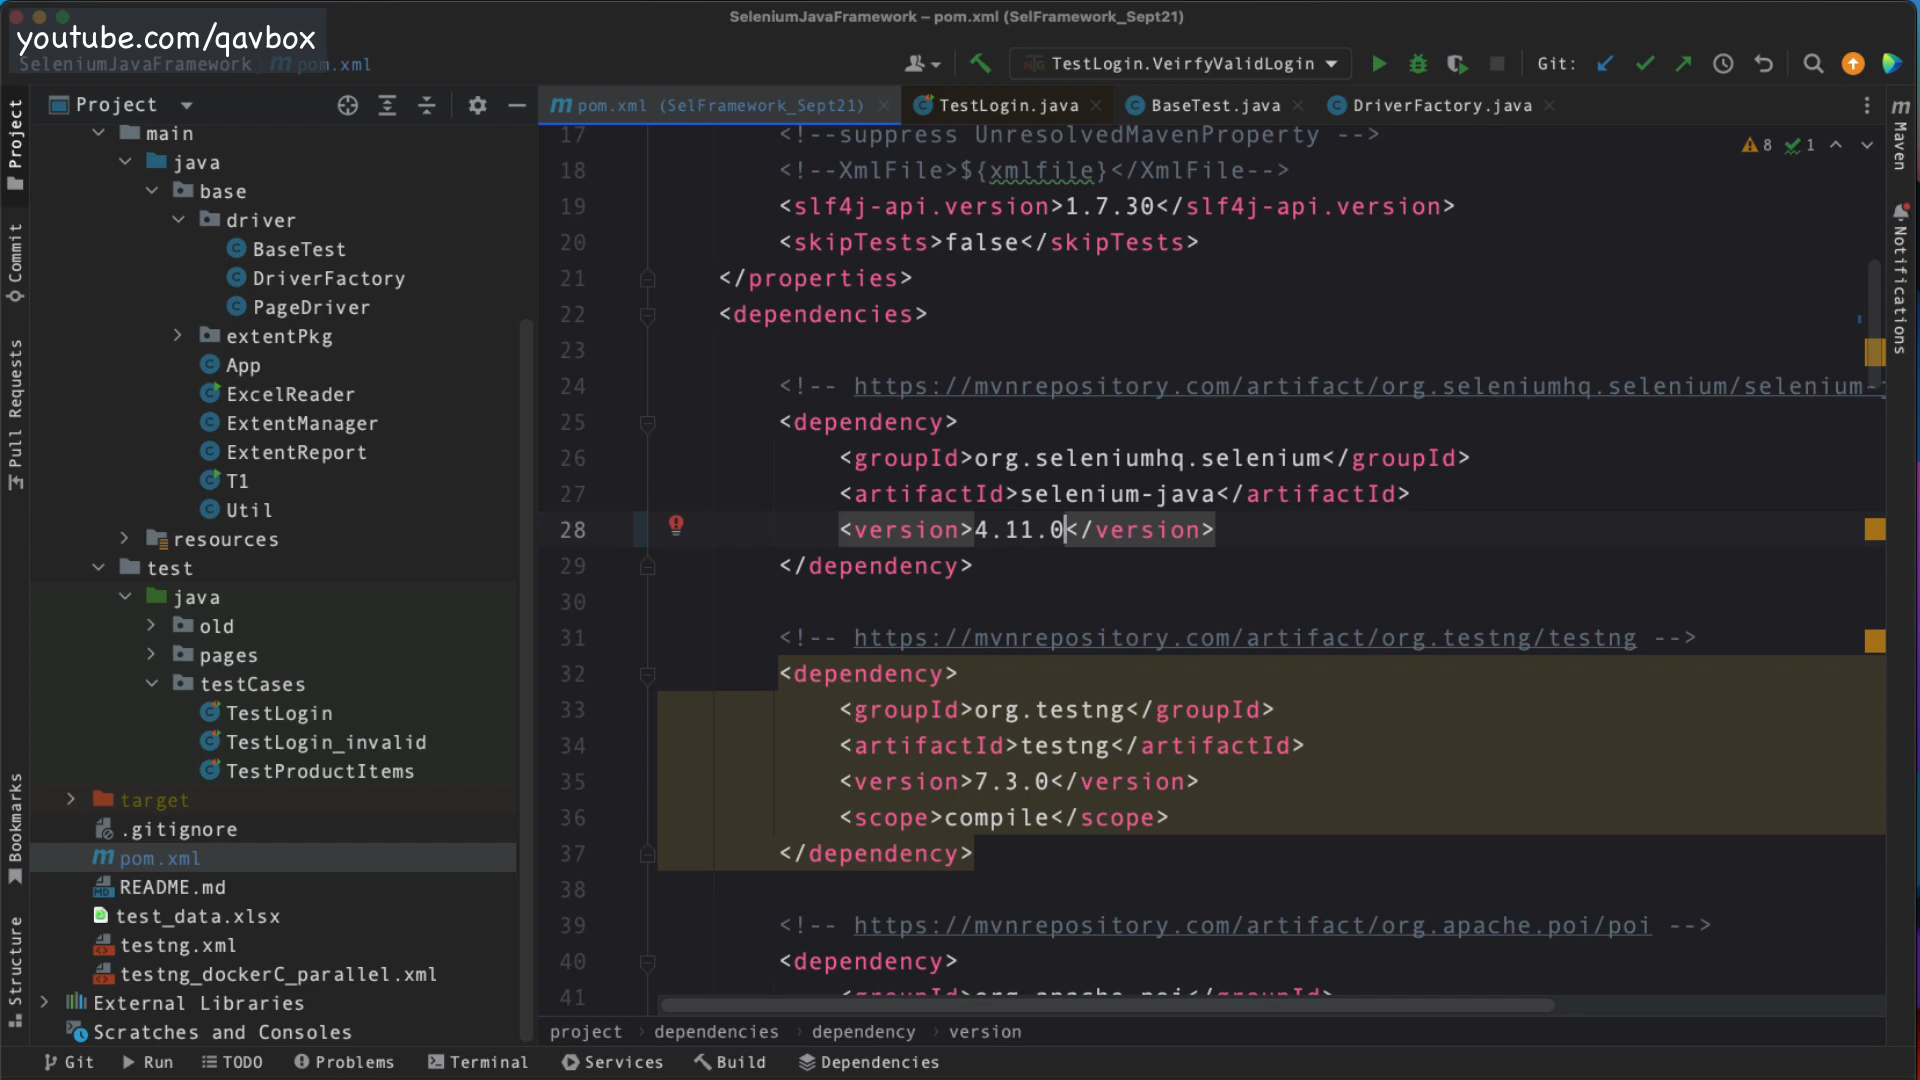 SeleniumJavaFramework – pom.xml (SelFramework_Sept21)
youtube.com/qavbox
SeleniumJavaFramework
pom.xml
TestLogin.VeirfyValidLogin
Git:
Project
pom.xml (SelFramework_Sept21)
TestLogin.java
BaseTest.java
DriverFactory.java
Project
Commit
Pull Requests
Bookmarks
Structure
main
java
base
driver
BaseTest
DriverFactory
PageDriver
extentPkg
App
ExcelReader
ExtentManager
ExtentReport
T1
Util
resources
test
java
old
pages
testCases
TestLogin
TestLogin_invalid
TestProductItems
target
.gitignore
pom.xml
README.md
test_data.xlsx
testng.xml
testng_dockerC_parallel.xml
External Libraries
Scratches and Consoles
17 <!--suppress UnresolvedMavenProperty -->
18 <!--XmlFile>${xmlfile}</XmlFile-->
19 <slf4j-api.version>1.7.30</slf4j-api.version>
20 <skipTests>false</skipTests>
21 </properties>
22 <dependencies>
23
24 <!-- https://mvnrepository.com/artifact/org.seleniumhq.selenium/selenium-
25 <dependency>
26 <groupId>org.seleniumhq.selenium</groupId>
27 <artifactId>selenium-java</artifactId>
28 <version>4.11.0</version>
29 </dependency>
30
31 <!-- https://mvnrepository.com/artifact/org.testng/testng -->
32 <dependency>
33 <groupId>org.testng</groupId>
34 <artifactId>testng</artifactId>
35 <version>7.3.0</version>
36 <scope>compile</scope>
37 </dependency>
38
39 <!-- https://mvnrepository.com/artifact/org.apache.poi/poi -->
40 <dependency>
41 <groupId>org.apache.poi</groupId>
8 1
m
Maven
Notifications
project dependencies dependency version
Git Run TODO Problems Terminal Services Build Dependencies